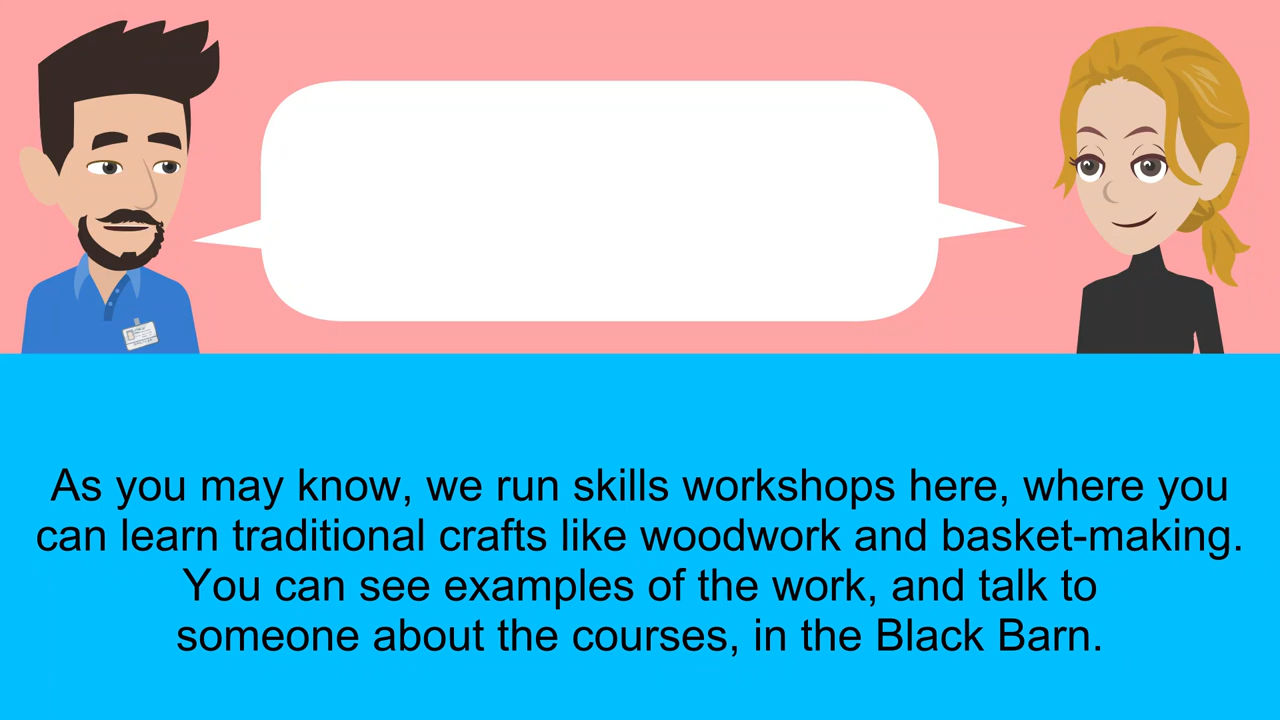 As you may know, we run skills workshops here, where you
can learn traditional crafts like woodwork and basket-making.
You can see examples of the work, and talk to
someone about the courses, in the Black Barn.